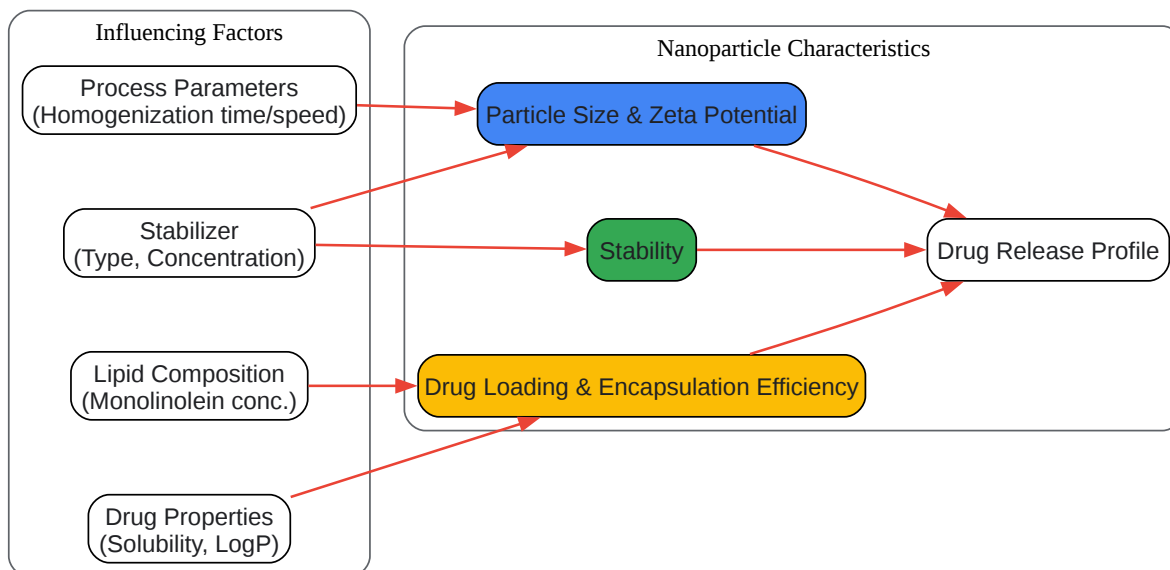 Influencing Factors
Process Parameters
(Homogenization time/speed)
Stabilizer
(Type, Concentration)
Lipid Composition
(Monolinolein conc.)
Drug Properties
(Solubility, LogP)
Nanoparticle Characteristics
Particle Size & Zeta Potential
Stability
Drug Loading & Encapsulation Efficiency
Drug Release Profile